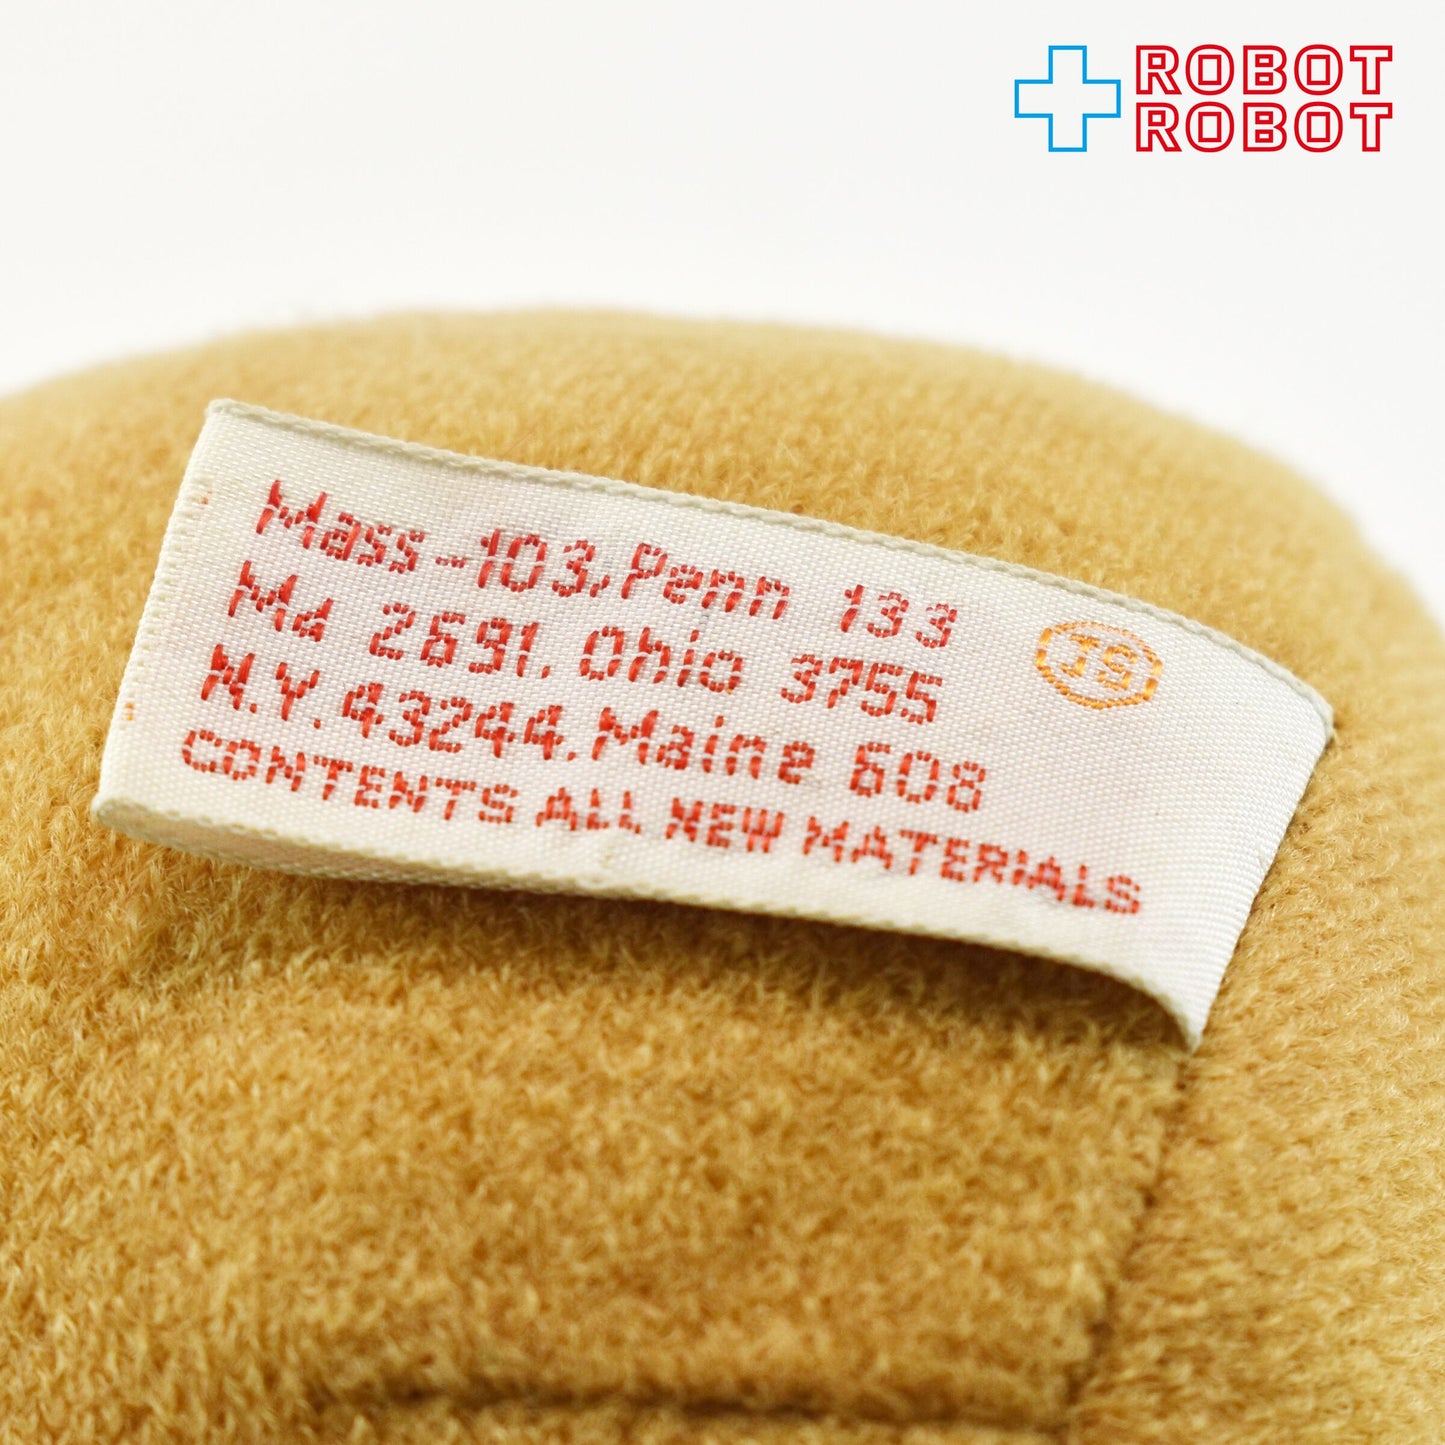 ROBOT
ROBOT
Mass-103, Penn 133
Md 2691, Ohio 3755
N.Y. 43244, Maine 608
CONTENTS ALL NEW MATERIALS